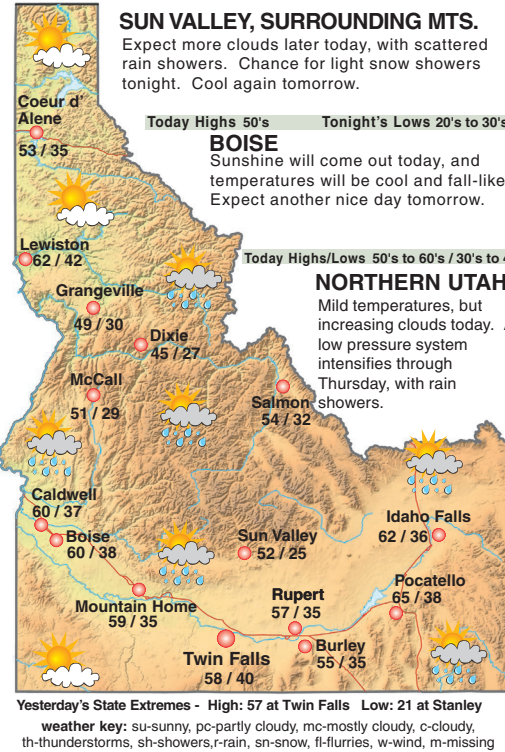 SUN VALLEY, SURROUNDING MTS.
Expect more clouds later today, with scattered
rain showers. Chance for light snow showers
tonight. Cool again tomorrow.
Today Highs 50's Tonight's Lows 20's to 30's
BOISE
Sunshine will come out today, and
temperatures will be cool and fall-like
Expect another nice day tomorrow.
Today Highs/Lows 50's to 60's / 30's to
NORTHERN UTAH
Mild temperatures, but
increasing clouds today.
low pressure system
intensifies through
Thursday, with rain
showers.
Coeur d'
Alene
53 / 35
Lewiston
62 / 42
Grangeville
49 / 30
Dixie
45 / 27
McCall
51 / 29
Salmon
54 / 32
Caldwell
60 / 37
Boise
60 / 38
Sun Valley
52 / 25
Idaho Falls
62 / 36
Pocatello
65 / 38
Mountain Home
59 / 35
Rupert
57 / 35
Burley
55 / 35
Twin Falls
58 / 40
Yesterday's State Extremes - High: 57 at Twin Falls Low: 21 at Stanley
weather key: su-sunny, pc-partly cloudy, mc-mostly cloudy, c-cloudy,
th-thunderstorms, sh-showers,r-rain, sn-snow, fl-flurries, w-wind, m-missing